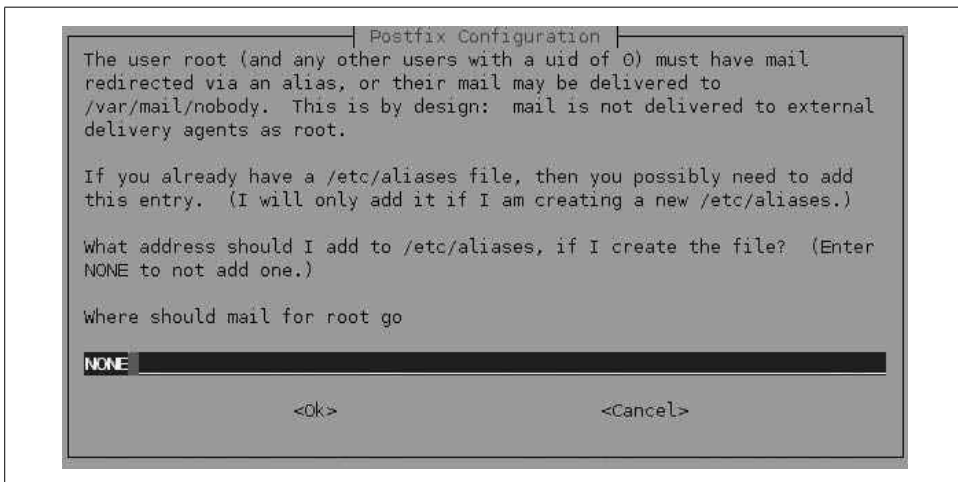 Postfix Configuration
The user root (and any other users with a uid of 0) must have mail
redirected via an alias, or their mail may be delivered to
/var/mail/nobody.  This is by design:  mail is not delivered to external
delivery agents as root.
If you already have a /etc/aliases file, then you possibly need to add
this entry.  (I will only add it if I am creating a new /etc/aliases.)
What address should I add to /etc/aliases, if I create the file?  (Enter
NONE to not add one.)
Where should mail for root go
NONE
<Ok> <Cancel>